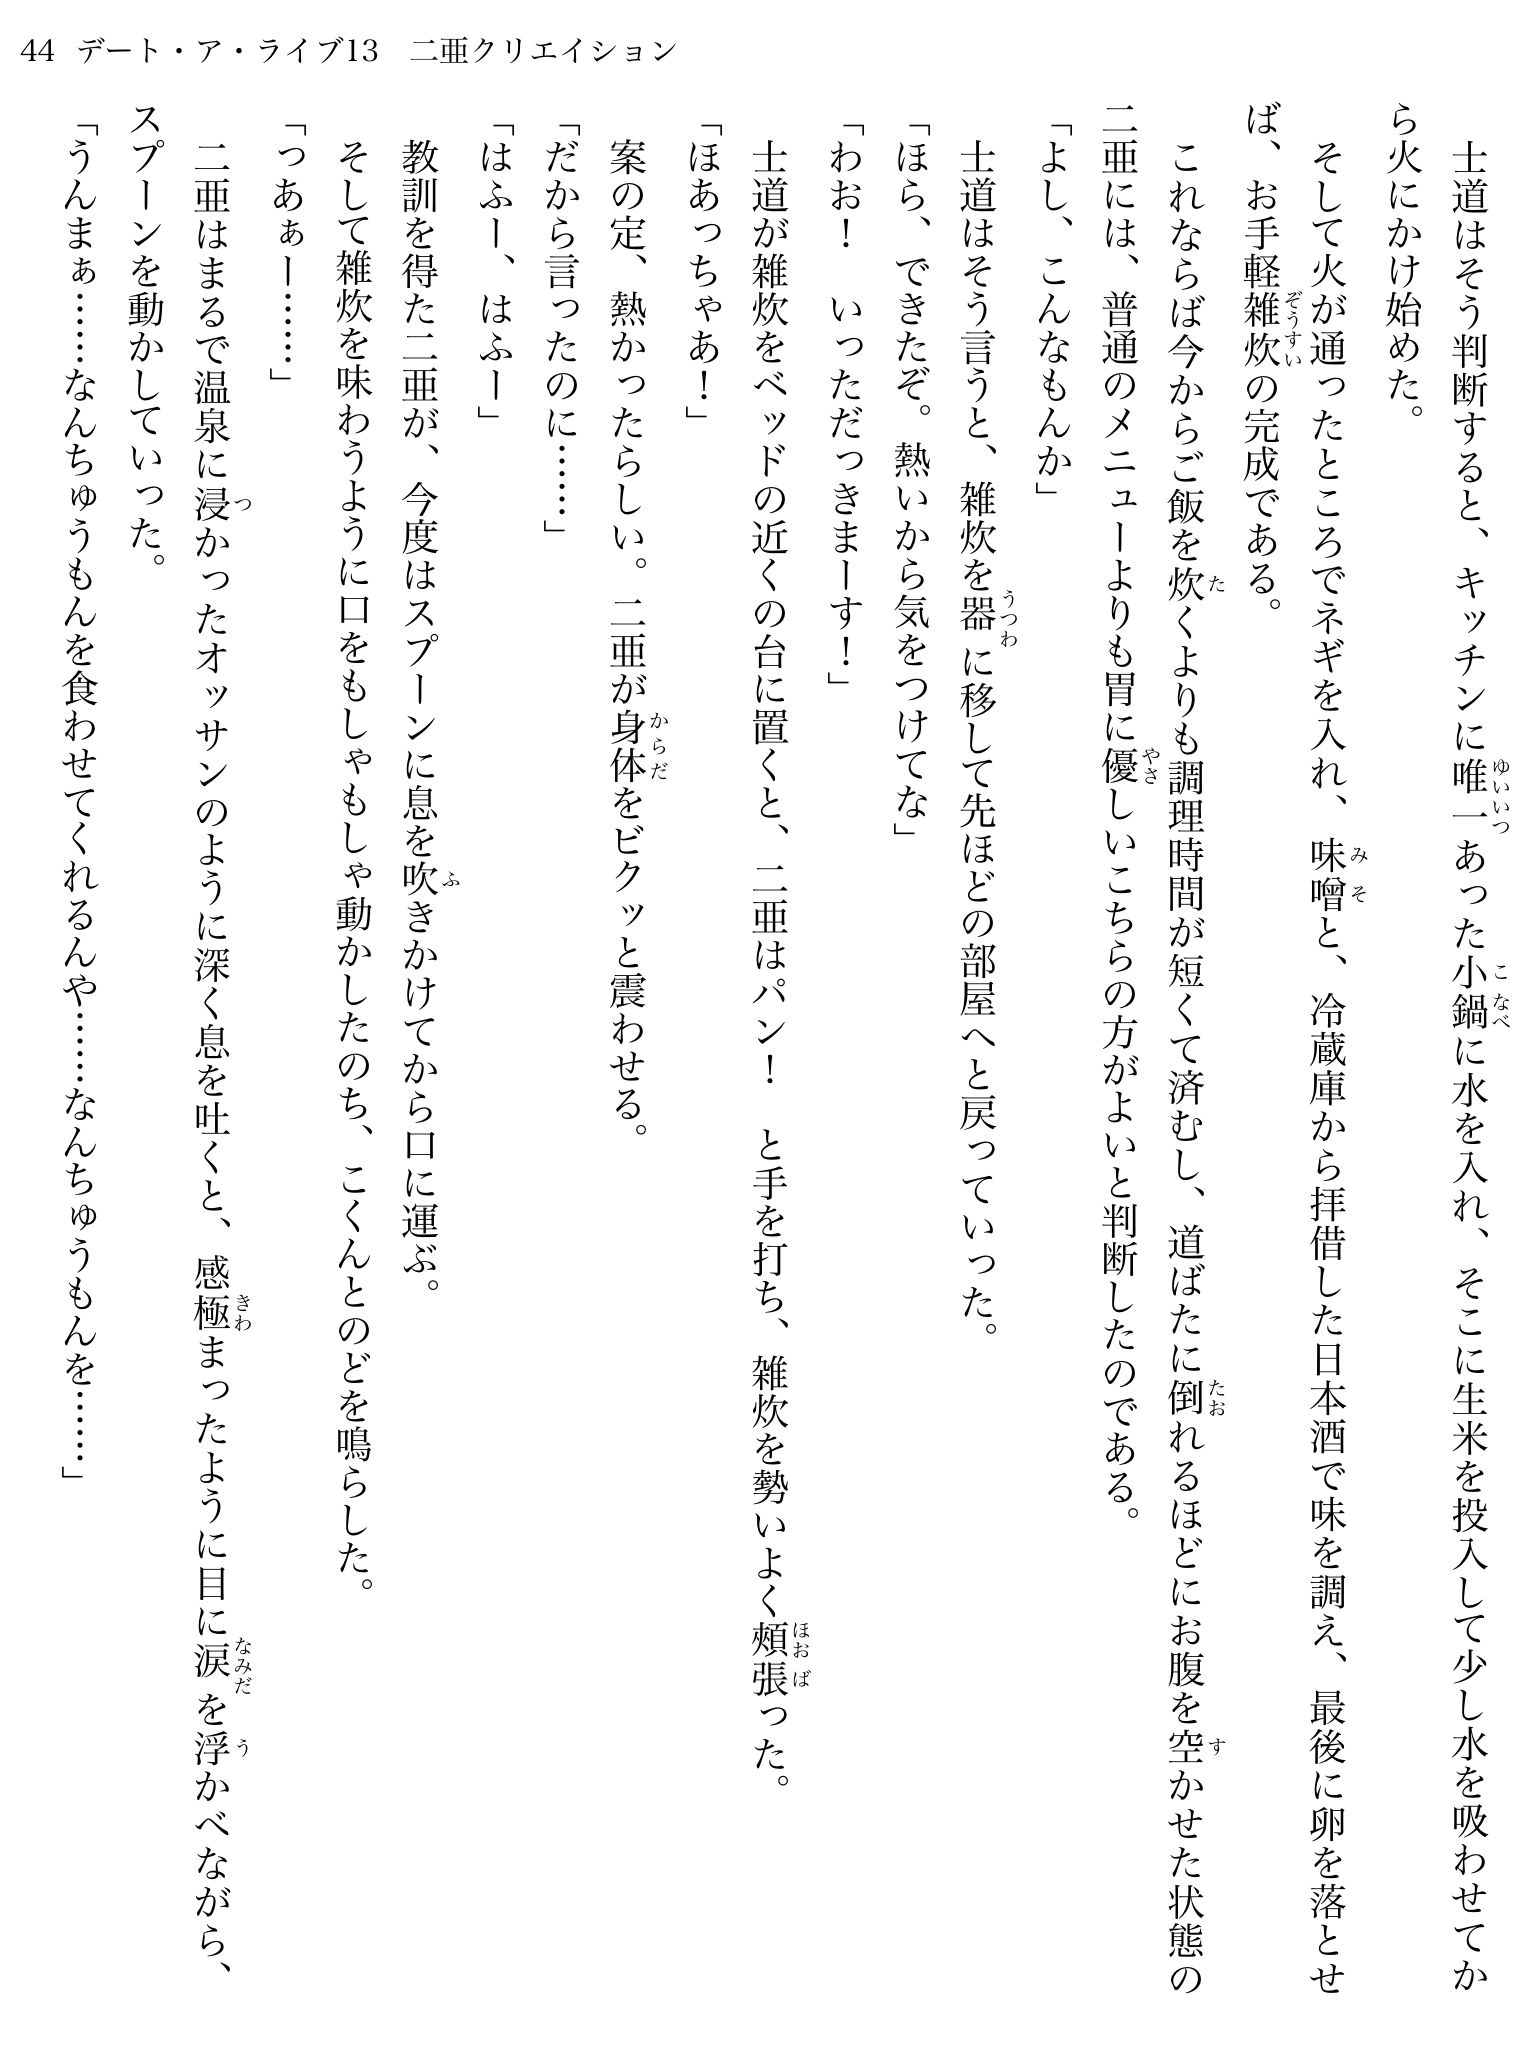 44 デート・ア・ライブ13　二亜クリエイション
　士道はそう判断すると、キッチンに唯一あった小鍋に水を入れ、そこに生米を投入して少し水を吸わせてか
ら火にかけ始めた。
　そして火が通ったところでネギを入れ、味噌と、冷蔵庫から拝借した日本酒で味を調え、最後に卵を落とせ
ば、お手軽雑炊の完成である。
　これならば今からご飯を炊くよりも調理時間が短くて済むし、道ばたに倒れるほどにお腹を空かせた状態の
二亜には、普通のメニューよりも胃に優しいこちらの方がよいと判断したのである。
「よし、こんなもんか」
　士道はそう言うと、雑炊を器に移して先ほどの部屋へと戻っていった。
「ほら、できたぞ。熱いから気をつけてな」
「わお！　いっただっきまーす！」
　士道が雑炊をベッドの近くの台に置くと、二亜はパン！　と手を打ち、雑炊を勢いよく頰張った。
「ほあっちゃあ！」
　案の定、熱かったらしい。二亜が身体をビクッと震わせる。
「だから言ったのに……」
「はふー、はふー」
　教訓を得た二亜が、今度はスプーンに息を吹きかけてから口に運ぶ。
　そして雑炊を味わうように口をもしゃもしゃ動かしたのち、こくんとのどを鳴らした。
「っあぁー……」
　二亜はまるで温泉に浸かったオッサンのように深く息を吐くと、感極まったように目に涙を浮かべながら、
スプーンを動かしていった。
「うんまぁ……なんちゅうもんを食わせてくれるんや……なんちゅうもんを……」